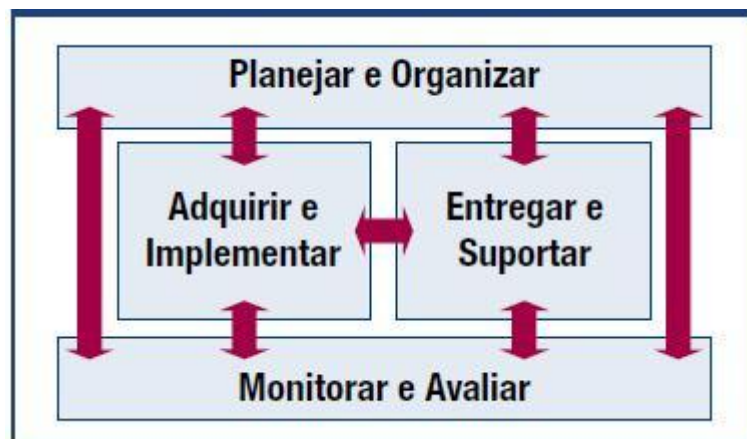 Planejar e Organizar
Adquirir e
Implementar
Entregar e
Suportar
Monitorar e Avaliar